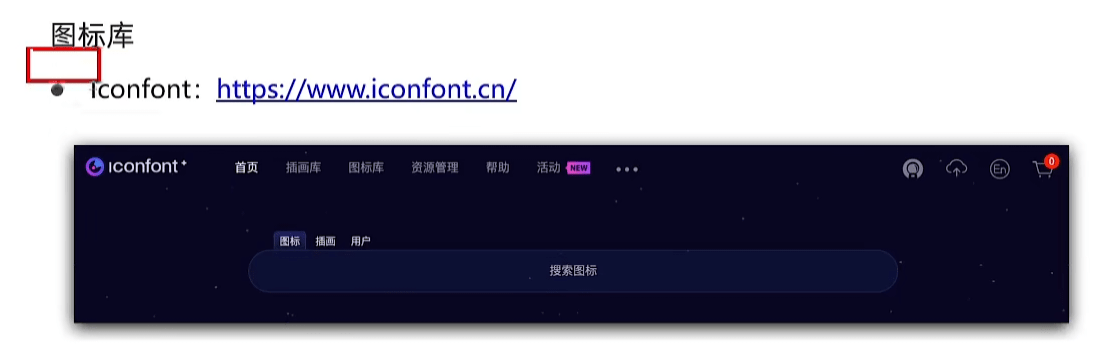 图标库
● Iconfont：https://www.iconfont.cn/
iconfont+ 首页 插画库 图标库 资源管理 帮助 活动 NEW ••• En 0
图标 插画 用户
搜索图标